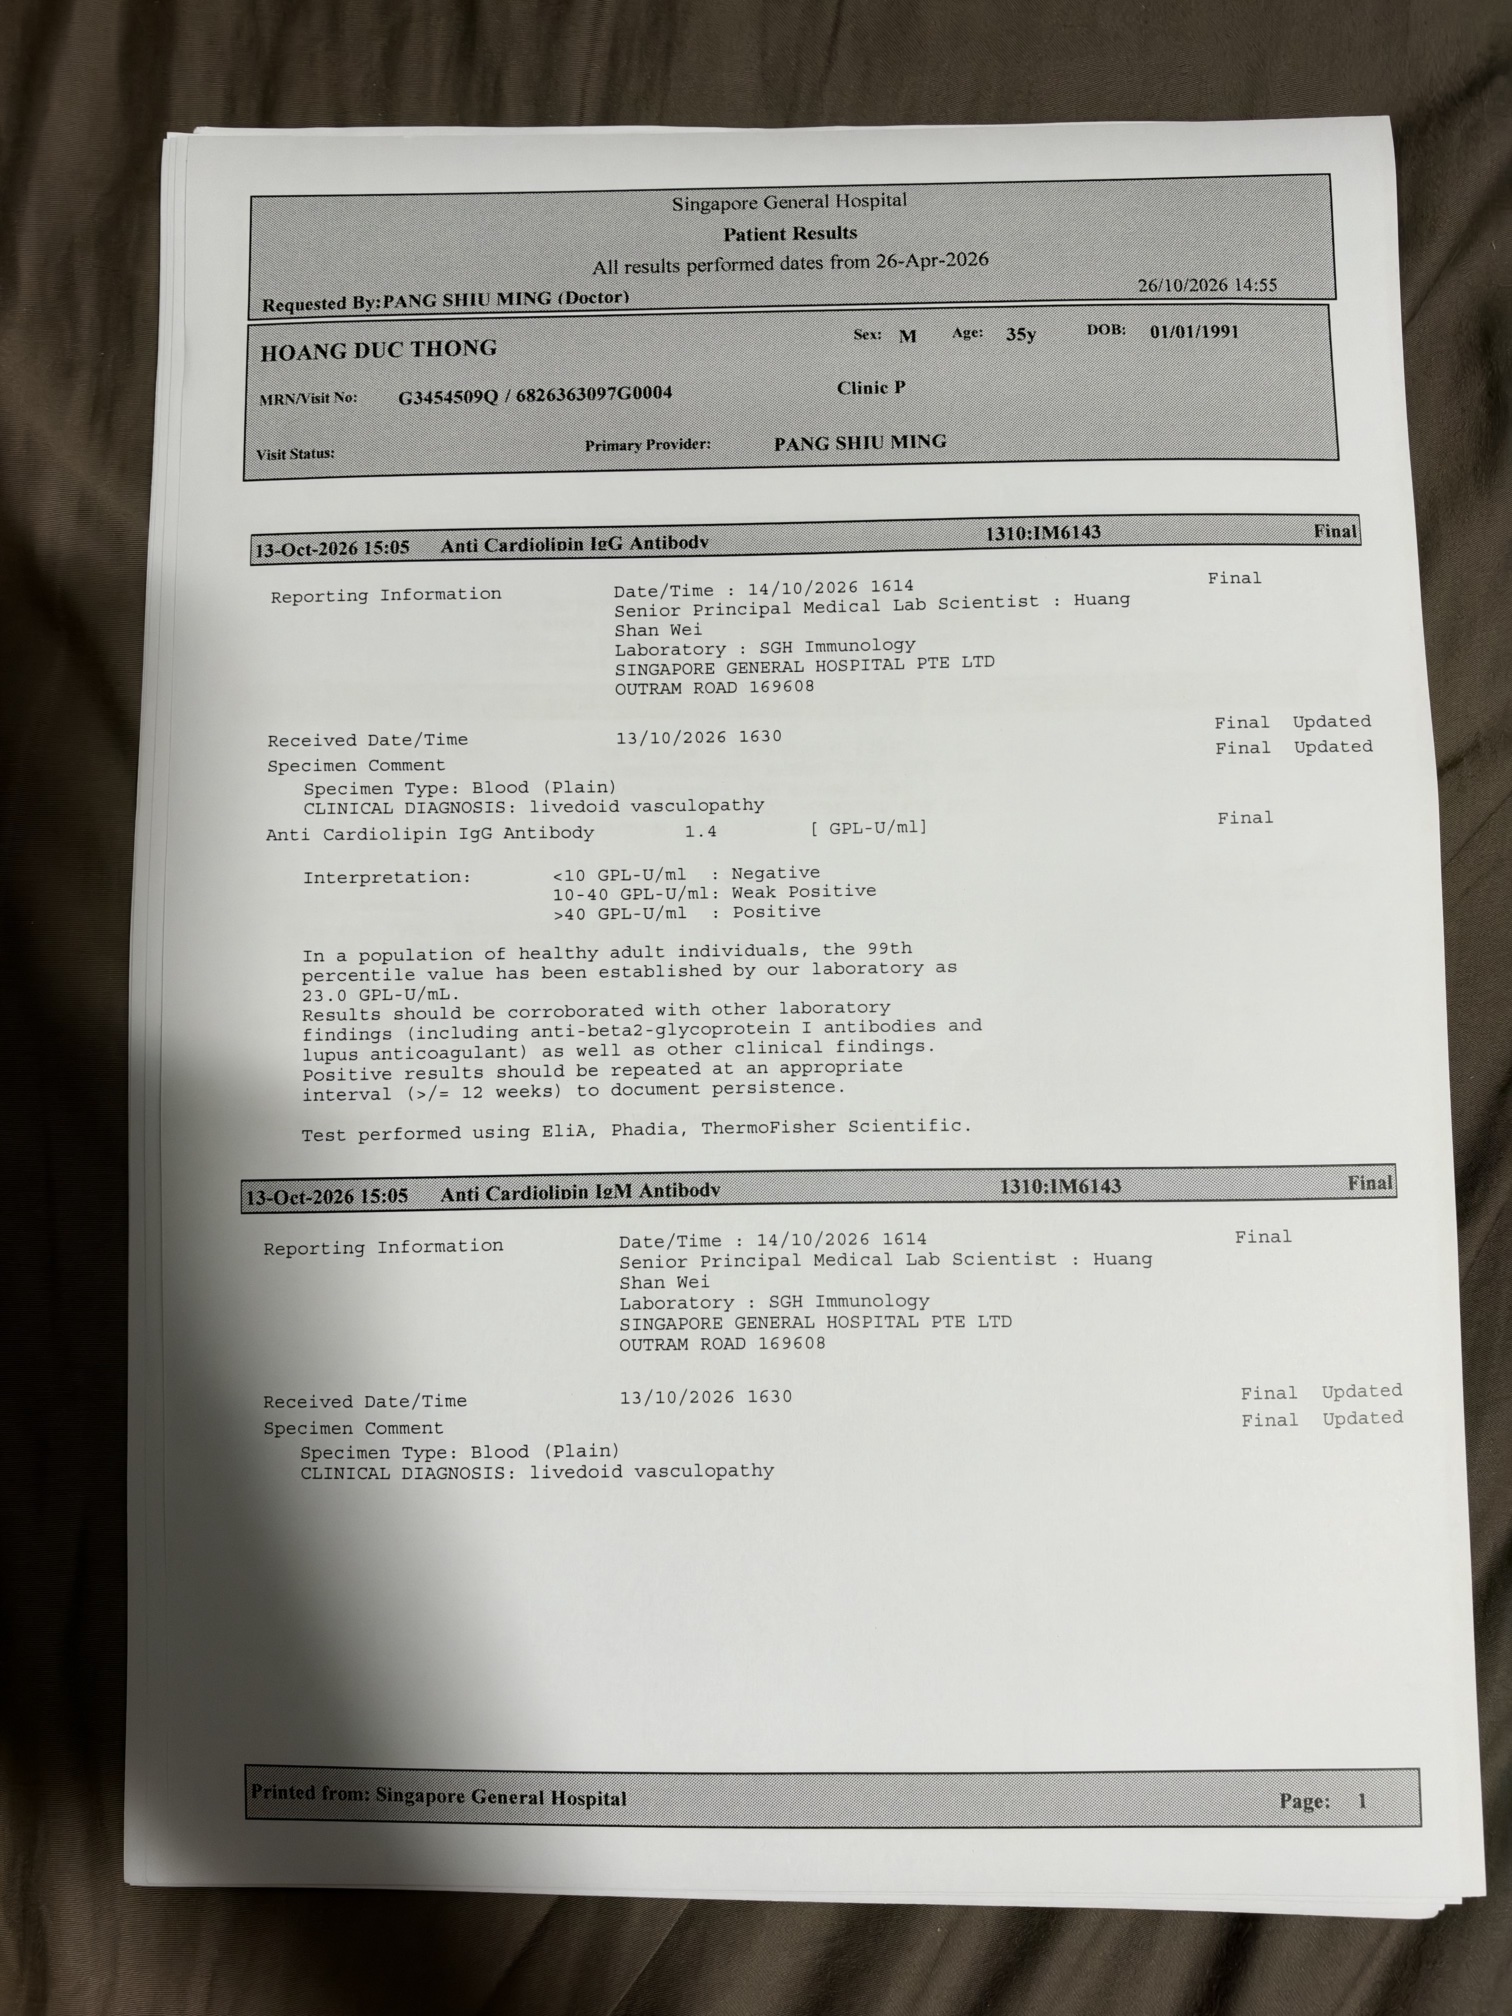 Singapore General Hospital
Patient Results
All results performed dates from 26-Apr-2026
Requested By:PANG SHIU MING (Doctor) 26/10/2026 14:55
HOANG DUC THONG Sex: M Age: 35y DOB: 01/01/1991
MRN/Visit No: G3454509Q / 6826363097G0004 Clinic P
Visit Status: Primary Provider: PANG SHIU MING
13-Oct-2026 15:05 Anti Cardiolipin IgG Antibody 1310:IM6143 Final
Reporting Information Date/Time : 14/10/2026 1614 Final
Senior Principal Medical Lab Scientist : Huang
Shan Wei
Laboratory : SGH Immunology
SINGAPORE GENERAL HOSPITAL PTE LTD
OUTRAM ROAD 169608
Received Date/Time 13/10/2026 1630 Final Updated
Specimen Comment Final Updated
Specimen Type: Blood (Plain)
CLINICAL DIAGNOSIS: livedoid vasculopathy
Anti Cardiolipin IgG Antibody 1.4 [ GPL-U/ml] Final
Interpretation: <10 GPL-U/ml : Negative
10-40 GPL-U/ml: Weak Positive
>40 GPL-U/ml : Positive
In a population of healthy adult individuals, the 99th
percentile value has been established by our laboratory as
23.0 GPL-U/mL.
Results should be corroborated with other laboratory
findings (including anti-beta2-glycoprotein I antibodies and
lupus anticoagulant) as well as other clinical findings.
Positive results should be repeated at an appropriate
interval (>/= 12 weeks) to document persistence.
Test performed using EliA, Phadia, ThermoFisher Scientific.
13-Oct-2026 15:05 Anti Cardiolipin IgM Antibody 1310:IM6143 Final
Reporting Information Date/Time : 14/10/2026 1614 Final
Senior Principal Medical Lab Scientist : Huang
Shan Wei
Laboratory : SGH Immunology
SINGAPORE GENERAL HOSPITAL PTE LTD
OUTRAM ROAD 169608
Received Date/Time 13/10/2026 1630 Final Updated
Specimen Comment Final Updated
Specimen Type: Blood (Plain)
CLINICAL DIAGNOSIS: livedoid vasculopathy
Printed from: Singapore General Hospital Page: 1